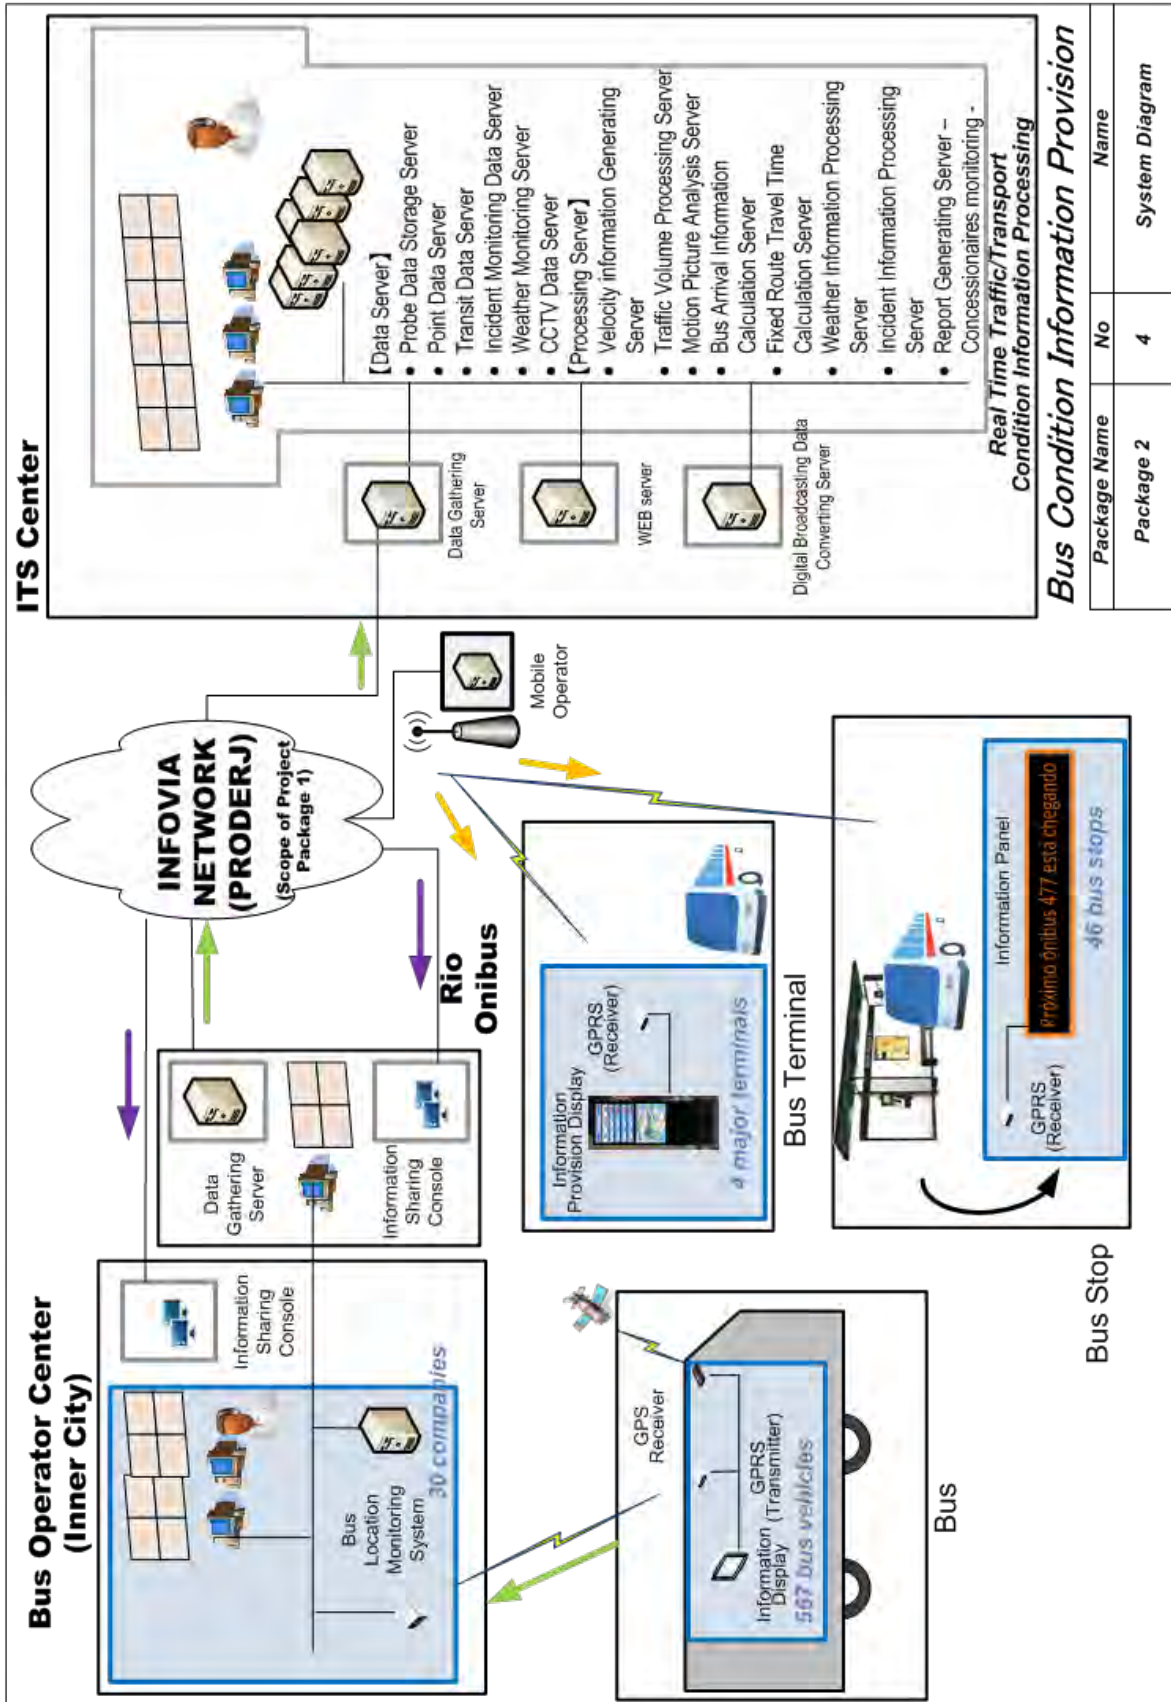 Bus Operator Center
(Inner City)
Information
Sharing
Console
Bus
Location
Monitoring
System
30 companies
Data
Gathering
Server
Information
Sharing
Console
Rio
Onibus
INFOVIA
NETWORK
(PRODERJ)
(Scope of Project
Package 1)
Mobile
Operator
ITS Center
Data Gathering
Server
WEB server
Digital Broadcasting Data
Converting Server
【Data Server】
• Probe Data Storage Server
• Point Data Server
• Transit Data Server
• Incident Monitoring Data Server
• Weather Monitoring Server
• CCTV Data Server
【Processing Server】
• Velocity information Generating
Server
• Traffic Volume Processing Server
• Motion Picture Analysis Server
• Bus Arrival Information
Calculation Server
• Fixed Route Travel Time
Calculation Server
• Weather Information Processing
Server
• Incident Information Processing
Server
• Report Generating Server –
Concessionaires monitoring -
Real Time Traffic/Transport
Condition Information Processing
GPS
Receiver
Information
Display
GPRS
(Transmitter)
567 bus vehicles
Bus
Information
Provision Display
GPRS
(Receiver)
4 major terminals
Bus Terminal
GPRS
(Receiver)
Information Panel
Próximo ônibus 477 está chegando
46 bus stops
Bus Stop
Bus Condition Information Provision
Package Name
No
Name
Package 2
4
System Diagram